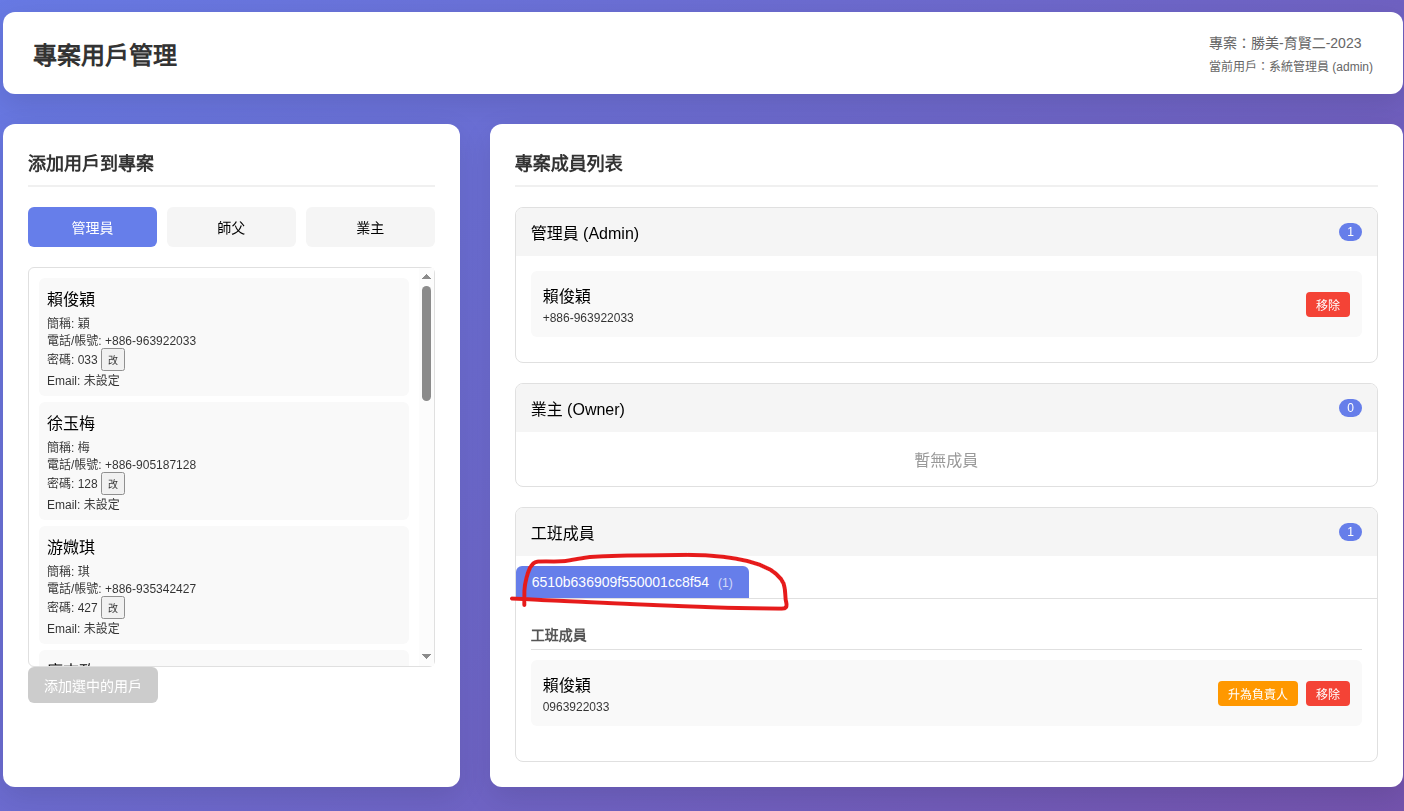 專案用戶管理
專案：勝美-育賢二-2023
當前用戶：系統管理員 (admin)
添加用戶到專案
管理員
師父
業主
賴俊穎
簡稱: 穎
電話/帳號: +886-963922033
密碼: 033 改
Email: 未設定
徐玉梅
簡稱: 梅
電話/帳號: +886-905187128
密碼: 128 改
Email: 未設定
游媺琪
簡稱: 琪
電話/帳號: +886-935342427
密碼: 427 改
Email: 未設定
添加選中的用戶
專案成員列表
管理員 (Admin) 1
賴俊穎
+886-963922033
移除
業主 (Owner) 0
暫無成員
工班成員 1
6510b636909f550001cc8f54 (1)
工班成員
賴俊穎
0963922033
升為負責人 移除